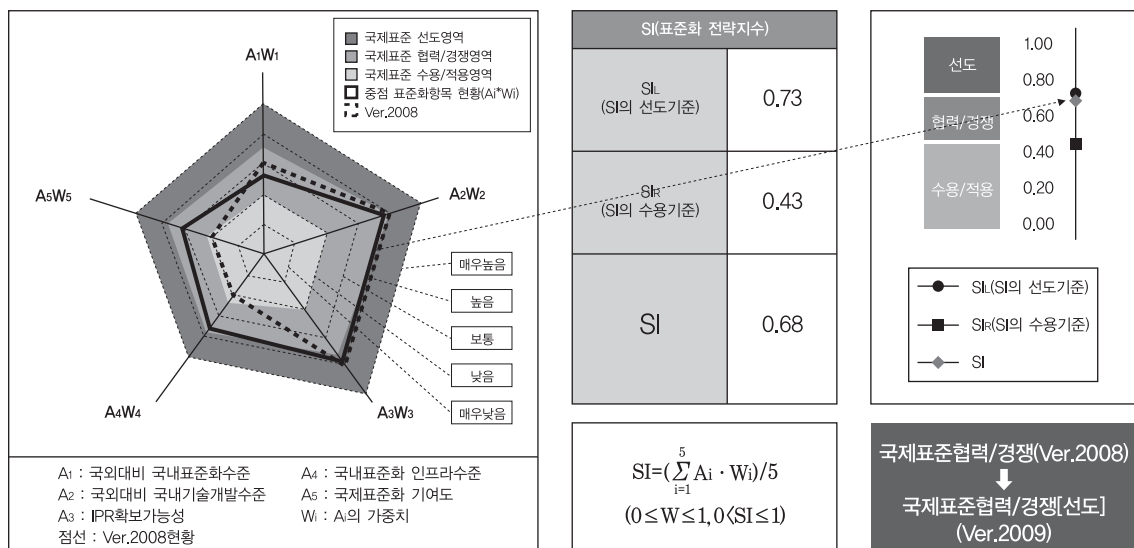 A1W1
A2W2
A3W3
A4W4
A5W5
국제표준 선도영역
국제표준 협력/경쟁영역
국제표준 수용/적용영역
중점 표준화항목 현황(Ai*Wi)
Ver.2008
매우높음
높음
보통
낮음
매우낮음
A1 : 국외대비 국내표준화수준
A2 : 국외대비 국내기술개발수준
A3 : IPR확보가능성
점선 : Ver.2008현황
A4 : 국내표준화 인프라수준
A5 : 국제표준화 기여도
Wi : Ai의 가중치
SI(표준화 전략지수)
SIL
(SI의 선도기준)
0.73
SIR
(SI의 수용기준)
0.43
SI
0.68
SI=(∑Ai · Wi)/5
5
i=1
(0≤W≤1, 0<SI≤1)
선도
협력/경쟁
수용/적용
1.00
0.80
0.60
0.40
0.20
0.00
SIL(SI의 선도기준)
SIR(SI의 수용기준)
SI
국제표준협력/경쟁(Ver.2008)
국제표준협력/경쟁[선도]
(Ver.2009)